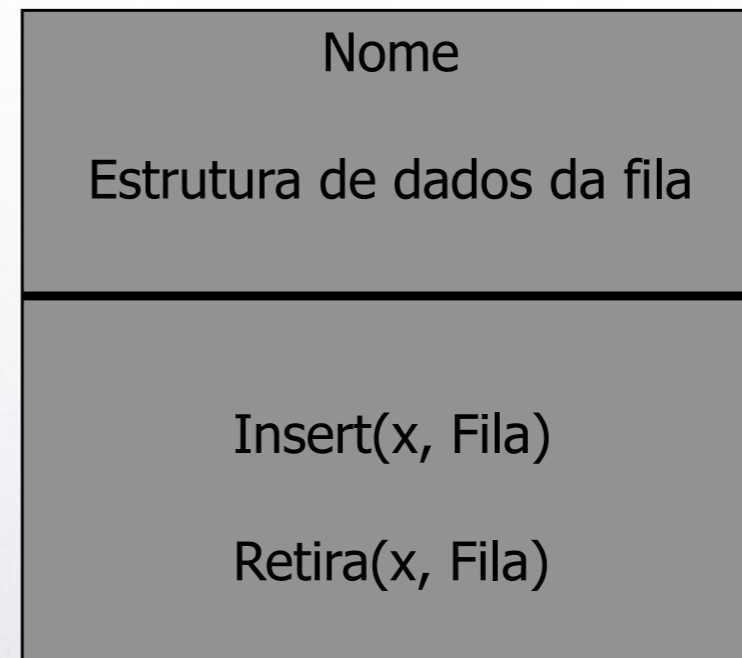 Nome
Estrutura de dados da fila
Insert(x, Fila)
Retira(x, Fila)